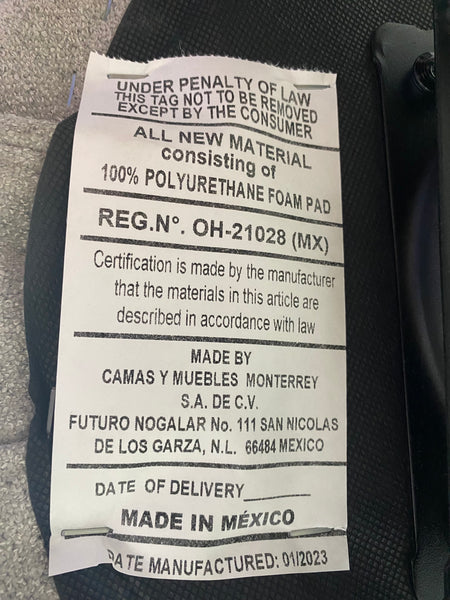 UNDER PENALTY OF LAW
THIS TAG NOT TO BE REMOVED
EXCEPT BY THE CONSUMER
ALL NEW MATERIAL
consisting of
100% POLYURETHANE FOAM PAD
REG.Nº. OH-21028 (MX)
Certification is made by the manufacturer
that the materials in this article are
described in accordance with law
MADE BY
CAMAS Y MUEBLES MONTERREY
S.A. DE C.V.
FUTURO NOGALAR No. 111 SAN NICOLAS
DE LOS GARZA, N.L. 66484 MEXICO
DATE OF DELIVERY________
MADE IN MÉXICO
DATE MANUFACTURED: 01/2023